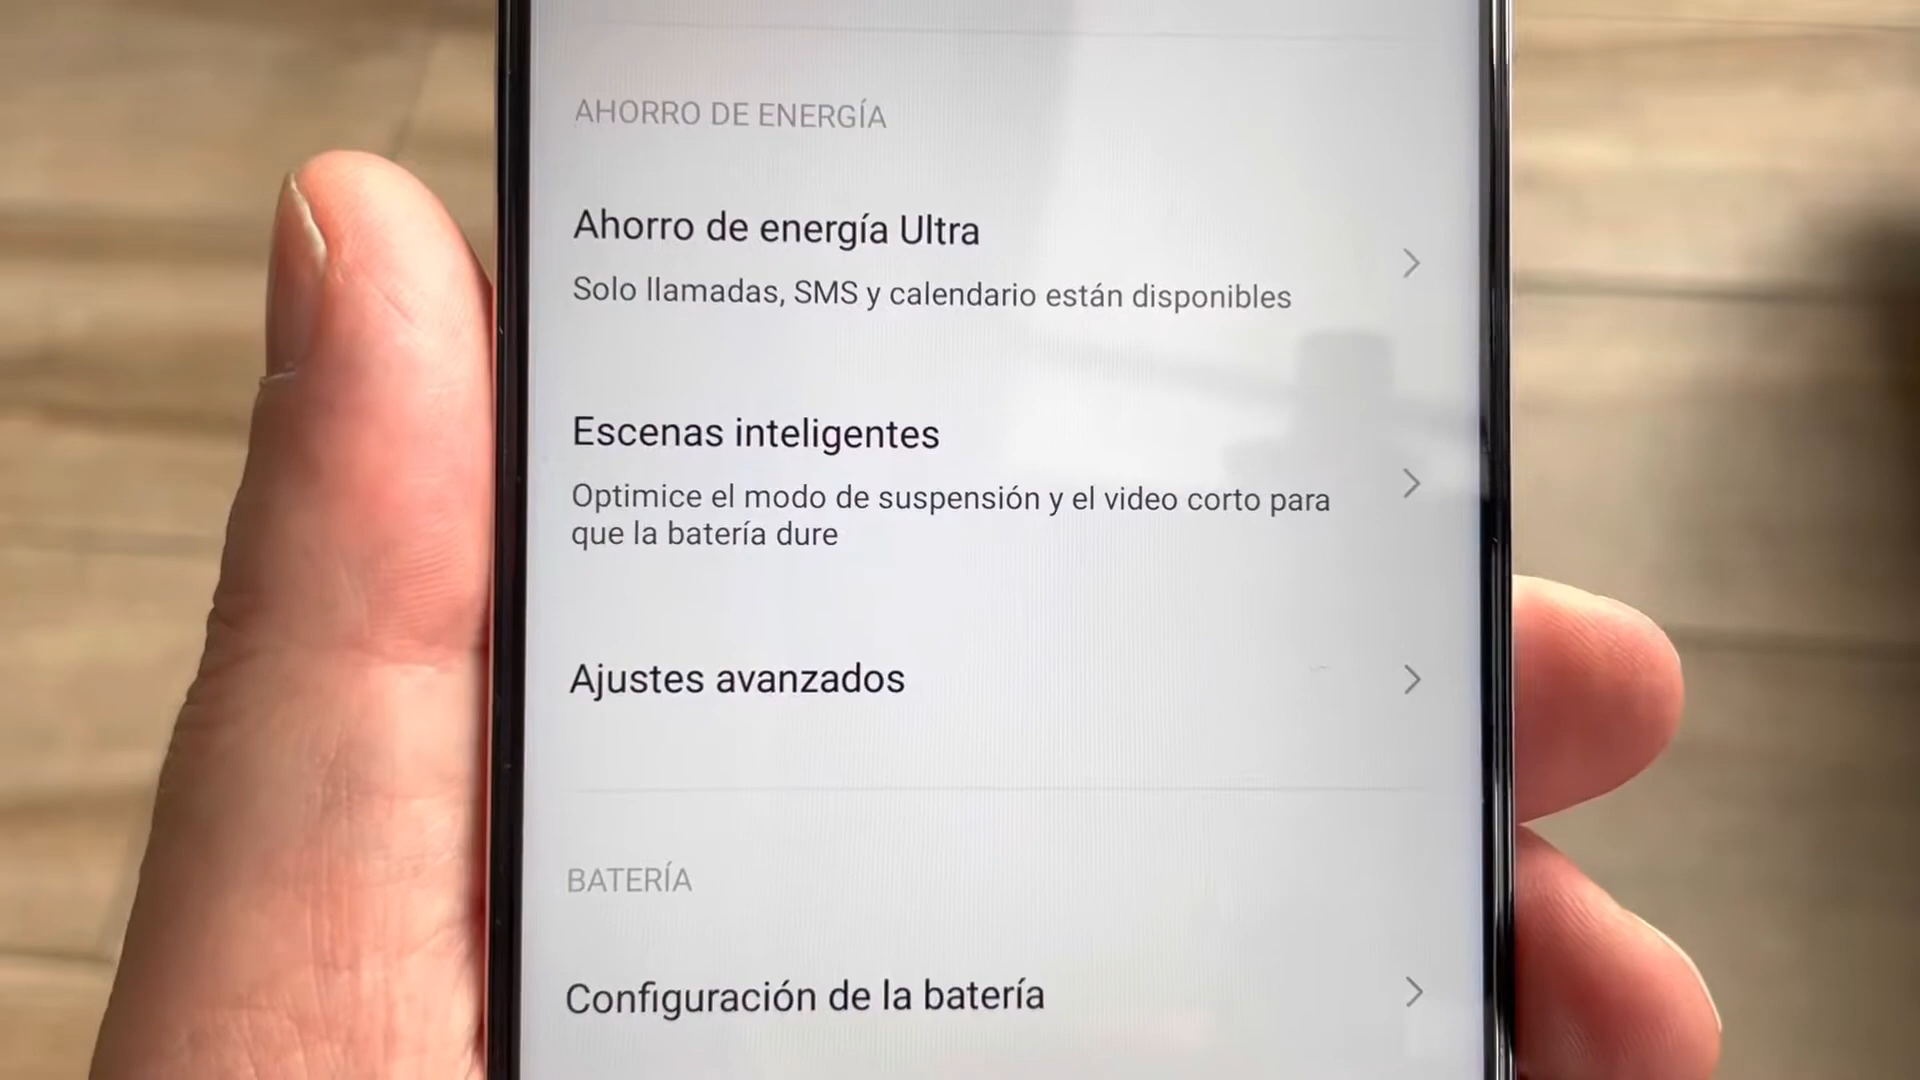 AHORRO DE ENERGÍA
Ahorro de energía Ultra
Solo llamadas, SMS y calendario están disponibles
Escenas inteligentes
Optimice el modo de suspensión y el video corto para
que la batería dure
Ajustes avanzados
BATERÍA
Configuración de la batería